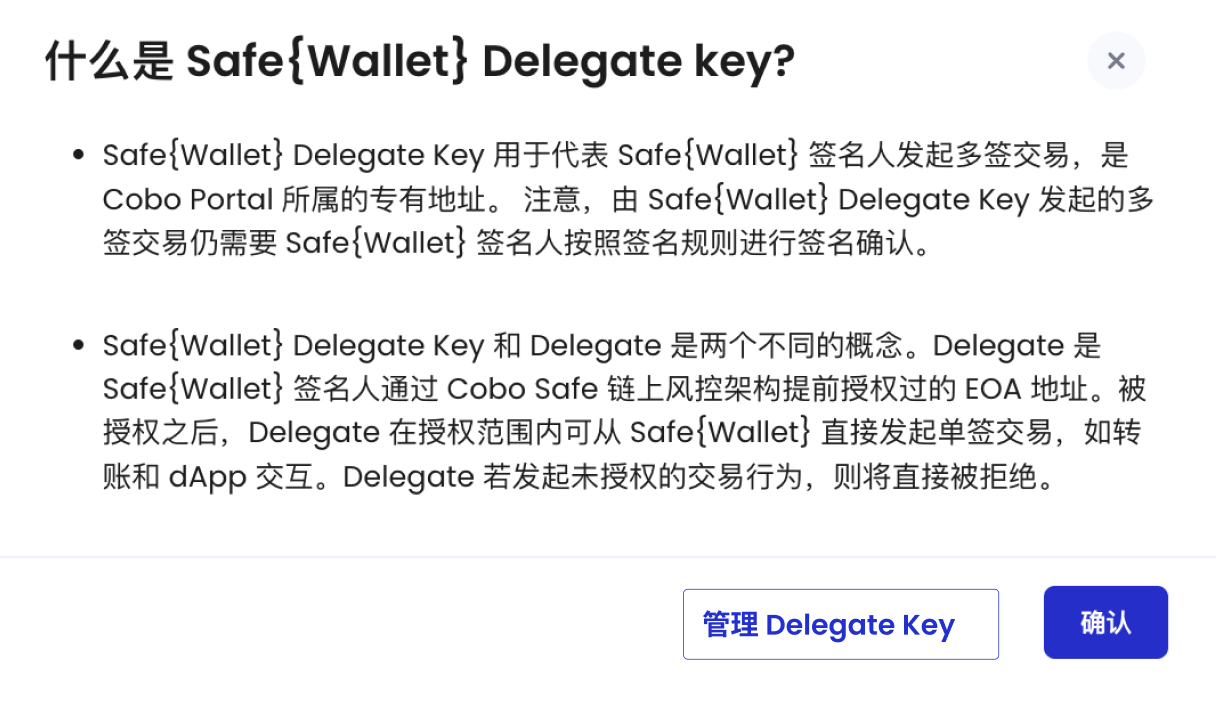 什么是 Safe{Wallet} Delegate key?
• Safe{Wallet} Delegate Key 用于代表 Safe{Wallet} 签名人发起多签交易，是
Cobo Portal 所属的专有地址。 注意，由 Safe{Wallet} Delegate Key 发起的多
签交易仍需要 Safe{Wallet} 签名人按照签名规则进行签名确认。
• Safe{Wallet} Delegate Key 和 Delegate 是两个不同的概念。Delegate 是
Safe{Wallet} 签名人通过 Cobo Safe 链上风控架构提前授权过的 EOA 地址。被
授权之后，Delegate 在授权范围内可从 Safe{Wallet} 直接发起单签交易，如转
账和 dApp 交互。Delegate 若发起未授权的交易行为，则将直接被拒绝。
管理 Delegate Key
确认